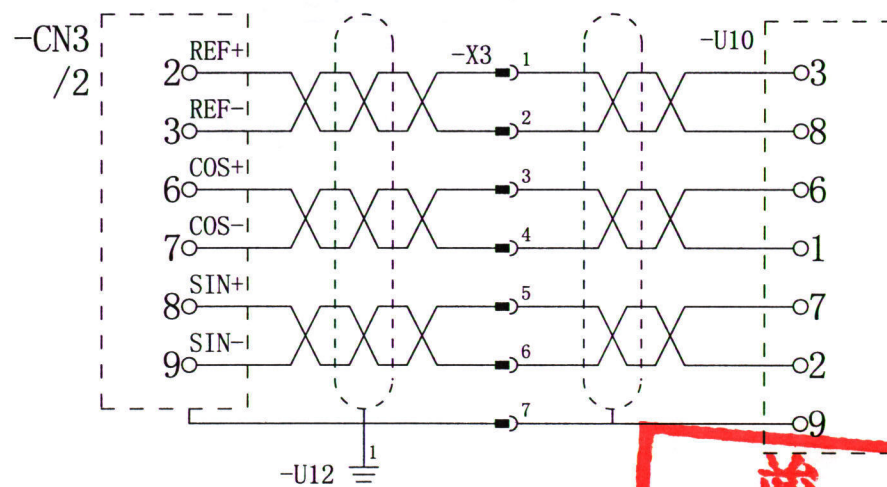 -CN3
/2
-X3
-U10
2 REF+ 1 3
3 REF- 2 8
6 COS+ 3 6
7 COS- 4 1
8 SIN+ 5 7
9 SIN- 6 2
7 9
-U12 1